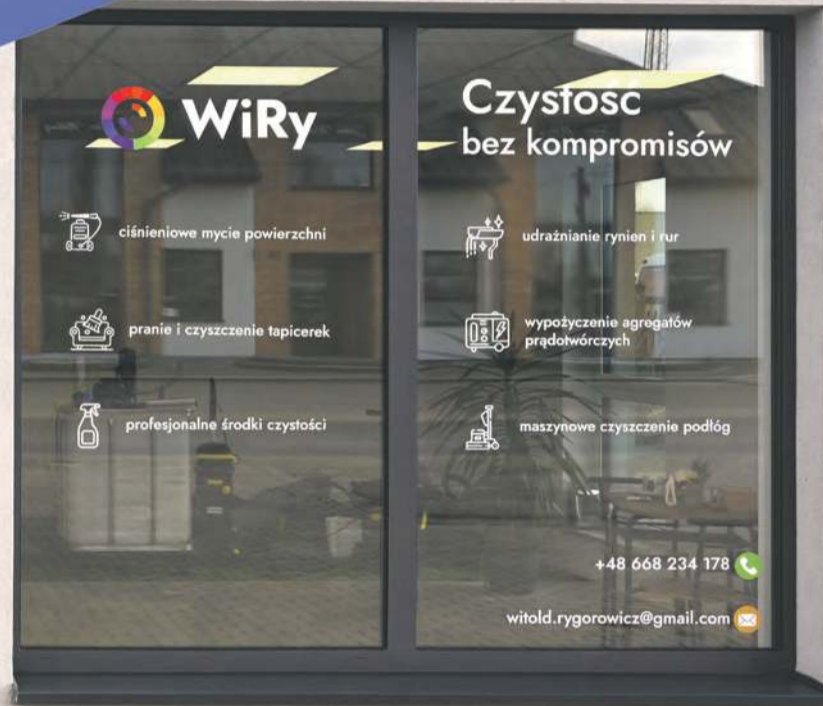 WiRy
ciśnieniowe mycie powierzchni
pranie i czyszczenie tapicerek
profesjonalne środki czystości
Czystość
bez kompromisów
udrażnianie rynien i rur
wypożyczenie agregatów
prądotwórczych
maszynowe czyszczenie podłóg
+48 668 234 178
witold.rygorowicz@gmail.com